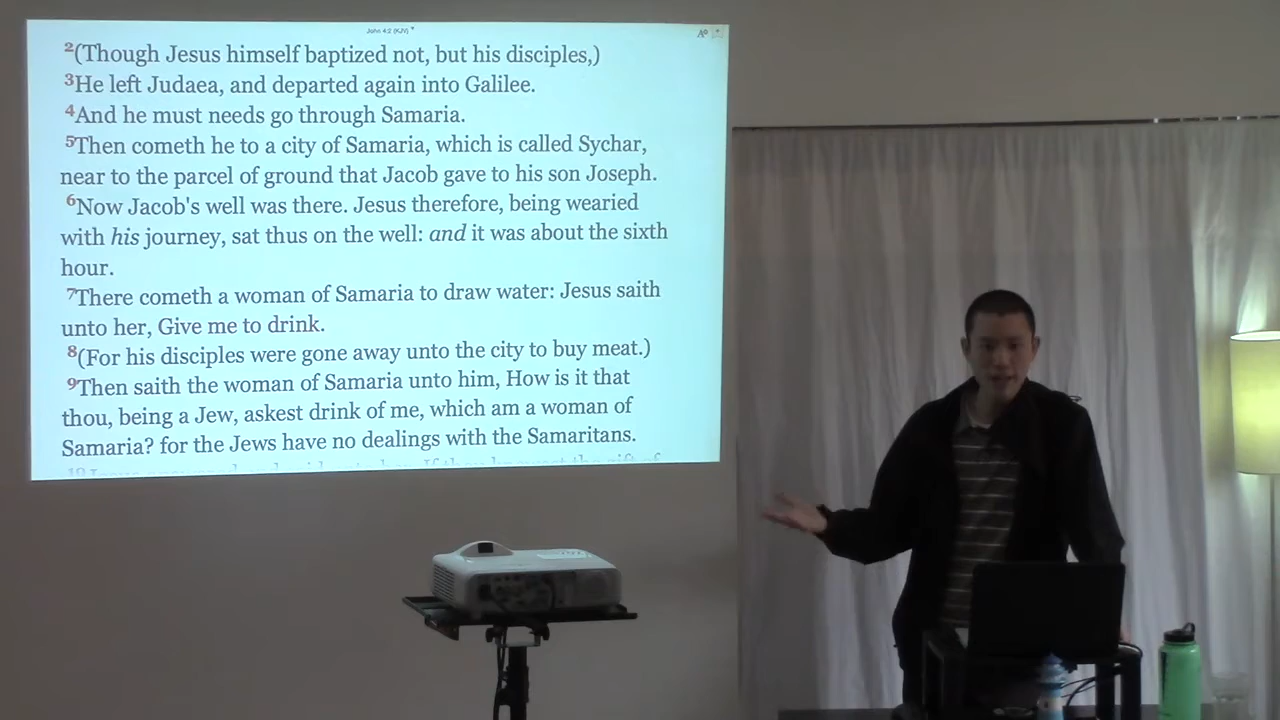 John 4:2 (KJV)
2(Though Jesus himself baptized not, but his disciples,)
3He left Judaea, and departed again into Galilee.
4And he must needs go through Samaria.
5Then cometh he to a city of Samaria, which is called Sychar,
near to the parcel of ground that Jacob gave to his son Joseph.
6Now Jacob's well was there. Jesus therefore, being wearied
with his journey, sat thus on the well: and it was about the sixth
hour.
7There cometh a woman of Samaria to draw water: Jesus saith
unto her, Give me to drink.
8(For his disciples were gone away unto the city to buy meat.)
9Then saith the woman of Samaria unto him, How is it that
thou, being a Jew, askest drink of me, which am a woman of
Samaria? for the Jews have no dealings with the Samaritans.